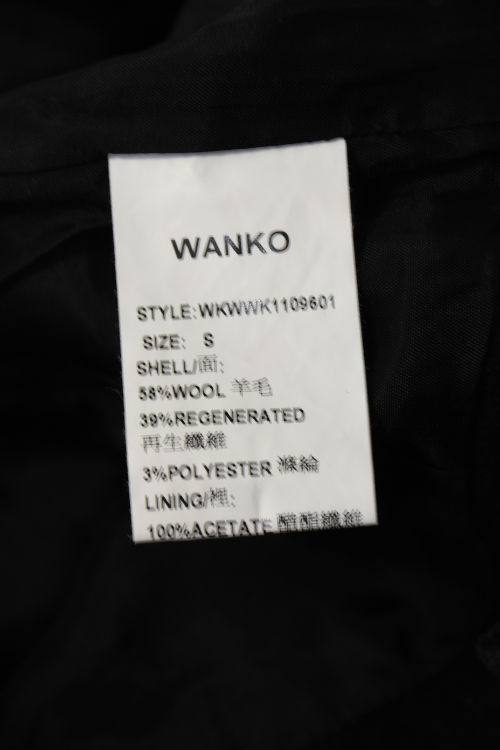 WANKO
STYLE:WKWWK1109601
SIZE: S
SHELL/面:
58%WOOL 羊毛
39%REGENERATED
再生纖維
3%POLYESTER 滌綸
LINING/裡:
100%ACETATE 醋酯纖維